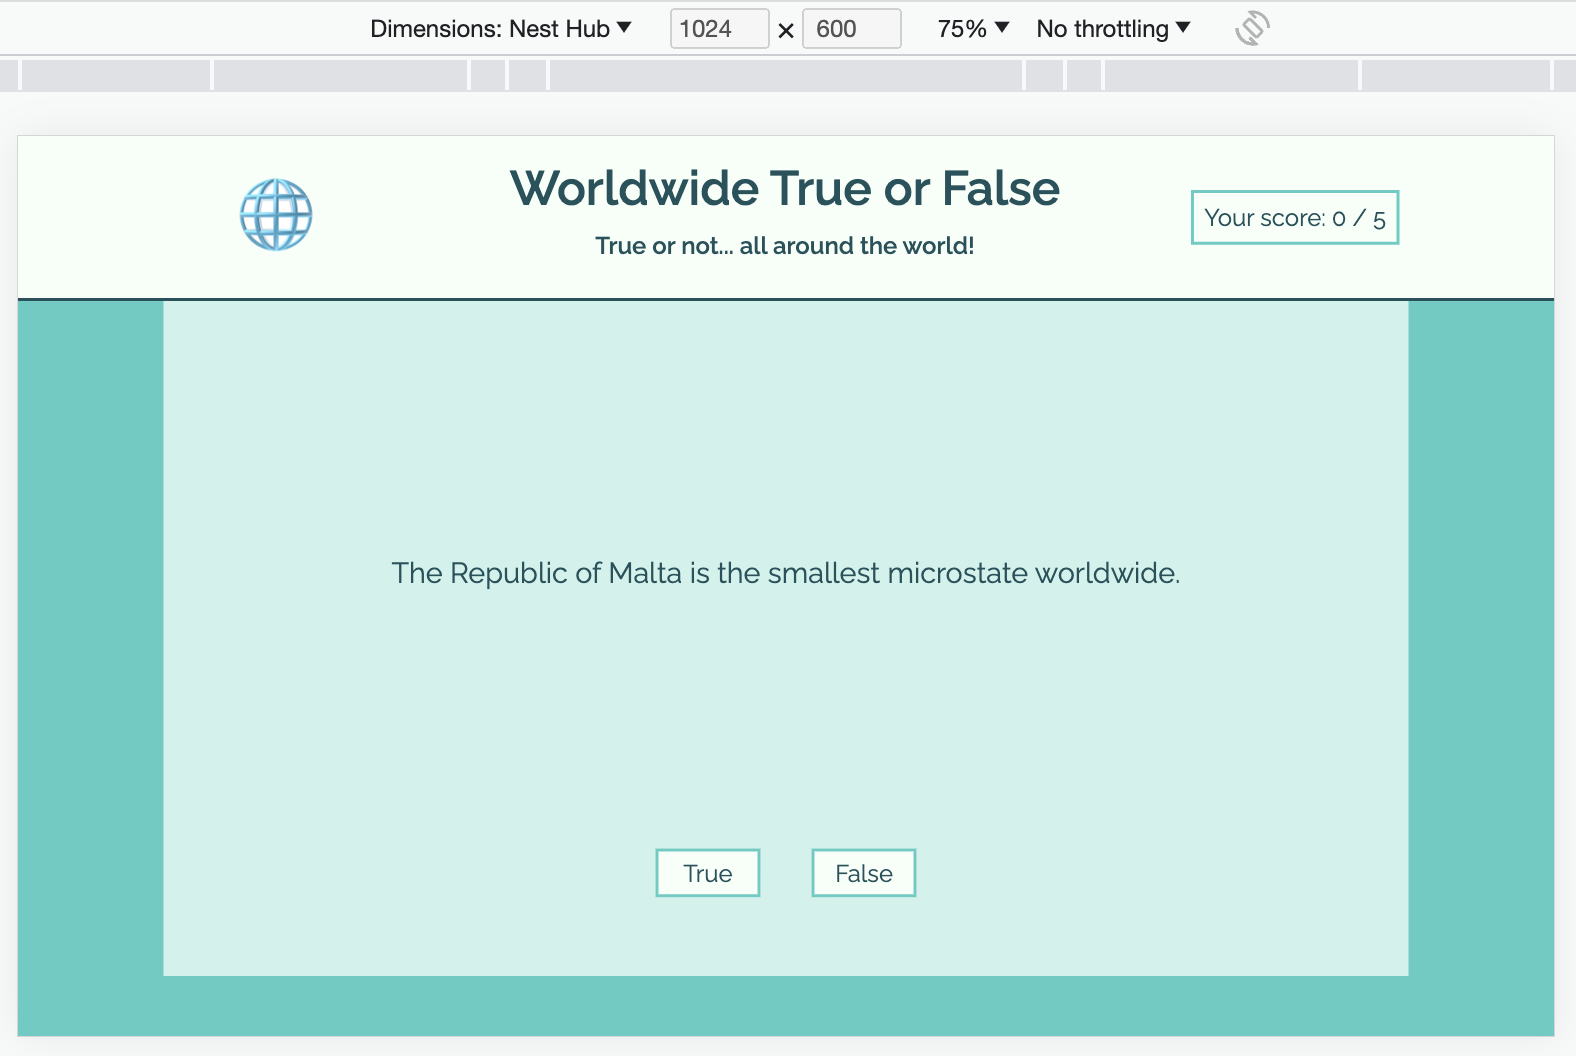 Dimensions: Nest Hub ▼ 1024 × 600 75% ▼ No throttling ▼
Worldwide True or False
True or not... all around the world!
Your score: 0 / 5
The Republic of Malta is the smallest microstate worldwide.
True False